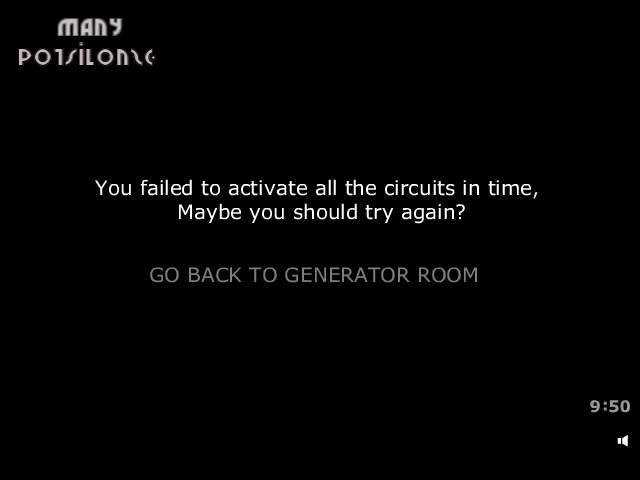 MANY
POTSILONZE
You failed to activate all the circuits in time,
Maybe you should try again?
GO BACK TO GENERATOR ROOM
9:50